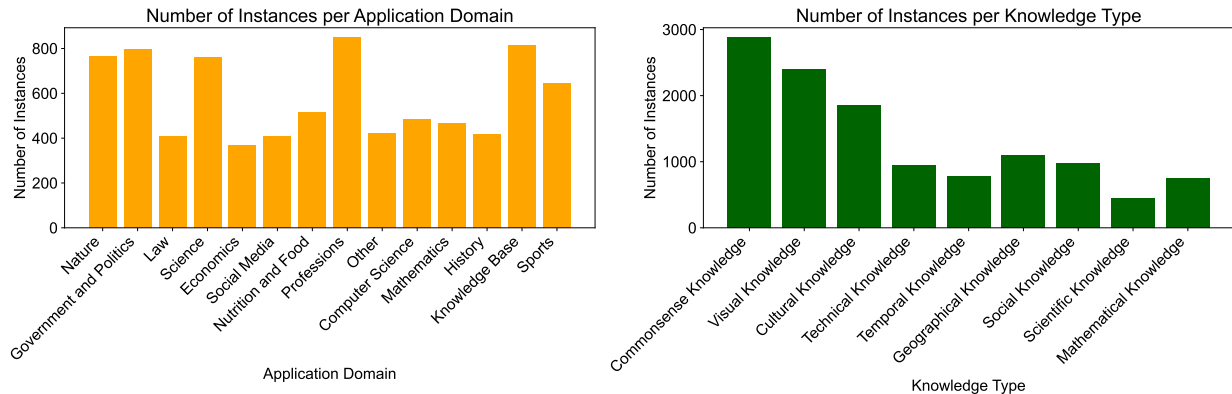 Number of Instances per Application Domain
Number of Instances
800
600
400
200
0
Nature
Government and Politics
Law
Science
Economics
Social Media
Nutrition and Food
Professions
Other
Computer Science
Mathematics
History
Knowledge Base
Sports
Application Domain
Number of Instances per Knowledge Type
Number of Instances
3000
2000
1000
0
Commonsense Knowledge
Visual Knowledge
Cultural Knowledge
Technical Knowledge
Temporal Knowledge
Geographical Knowledge
Social Knowledge
Scientific Knowledge
Mathematical Knowledge
Knowledge Type